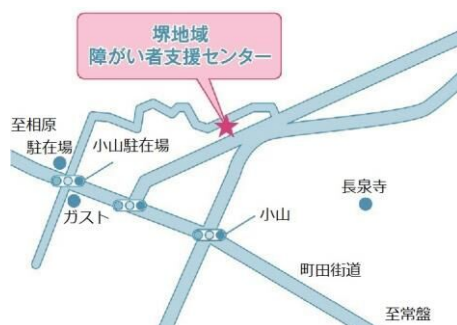 堺地域
障がい者支援センター
至相原
駐在場
小山駐在場
ガスト
長泉寺
小山
町田街道
至常盤